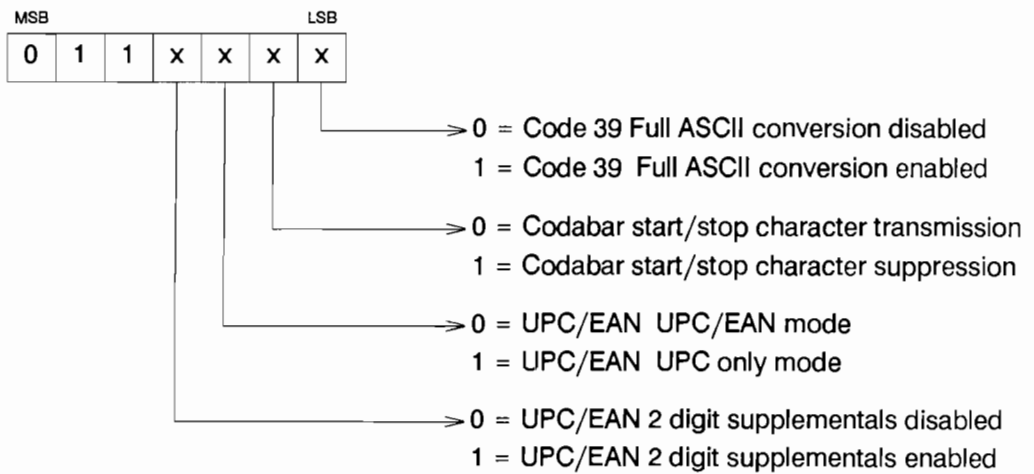 MSB LSB
0 1 1 x x x x
0 = Code 39 Full ASCII conversion disabled
1 = Code 39 Full ASCII conversion enabled
0 = Codabar start/stop character transmission
1 = Codabar start/stop character suppression
0 = UPC/EAN UPC/EAN mode
1 = UPC/EAN UPC only mode
0 = UPC/EAN 2 digit supplementals disabled
1 = UPC/EAN 2 digit supplementals enabled